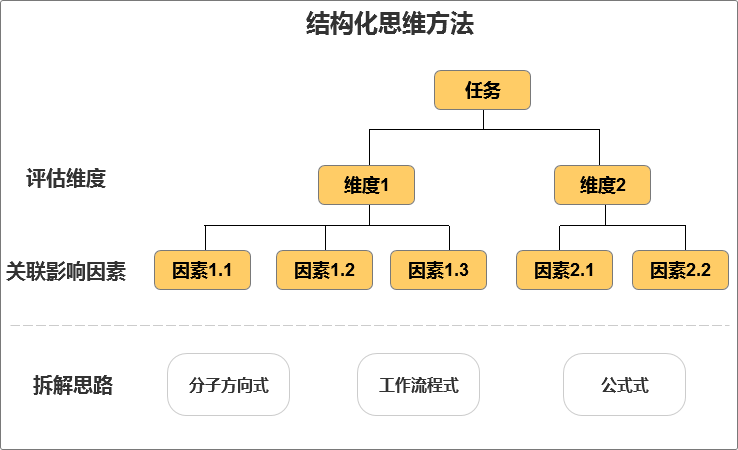 结构化思维方法
任务
评估维度
维度1
维度2
关联影响因素
因素1.1
因素1.2
因素1.3
因素2.1
因素2.2
拆解思路
分子方向式
工作流程式
公式式